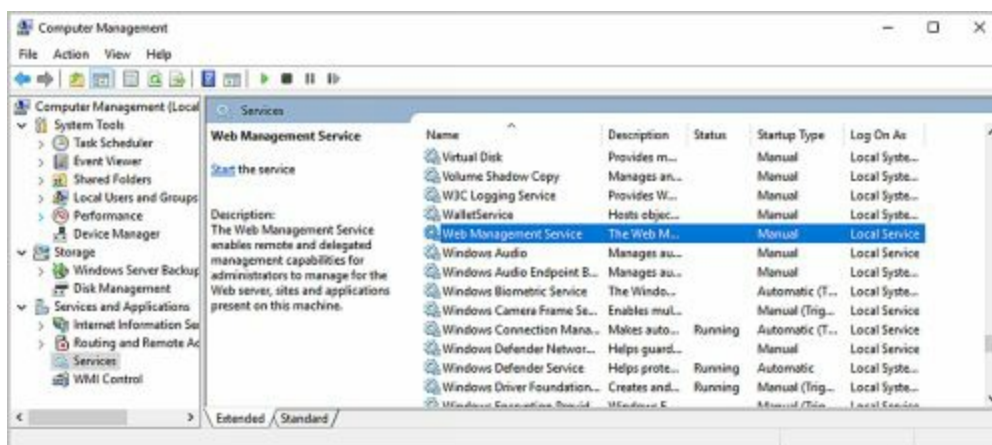 Computer Management
File Action View Help
Computer Management (Local
System Tools
Task Scheduler
Event Viewer
Shared Folders
Local Users and Groups
Performance
Device Manager
Storage
Windows Server Backup
Disk Management
Services and Applications
Internet Information Se
Routing and Remote Ac
Services
WMI Control
Services
Web Management Service
Start the service
Description:
The Web Management Service
enables remote and delegated
management capabilities for
administrators to manage for the
Web server, sites and applications
present on this machine.
Name Description Status Startup Type Log On As
Virtual Disk Provides m... Manual Local Syste...
Volume Shadow Copy Manages an... Manual Local Syste...
W3C Logging Service Provides W... Manual Local Syste...
WalletService Hosts objec... Manual Local Syste...
Web Management Service The Web M... Manual Local Service
Windows Audio Manages au... Manual Local Service
Windows Audio Endpoint B... Manages au... Manual Local Syste...
Windows Biometric Service The Windo... Automatic (T... Local Syste...
Windows Camera Frame Se... Enables mul... Manual (Trig... Local Service
Windows Connection Mana... Makes auto... Running Automatic (T... Local Service
Windows Defender Networ... Helps guard... Manual Local Service
Windows Defender Service Helps prote... Running Automatic Local Syste...
Windows Driver Foundation... Creates and... Running Manual (Trig... Local Syste...
Extended Standard